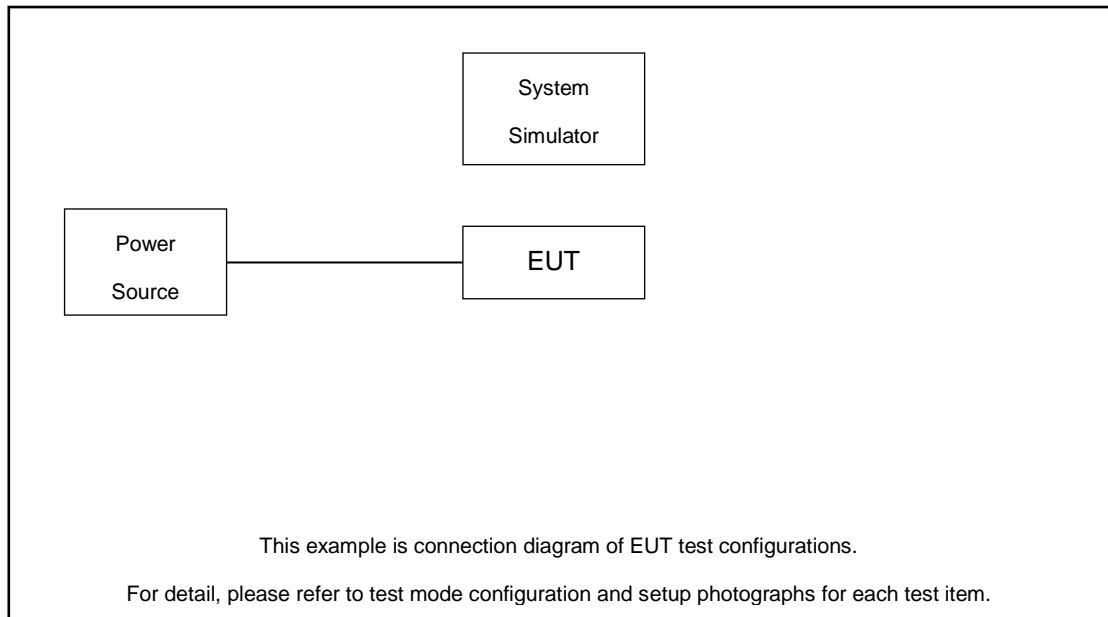 System
Simulator
Power
Source
EUT
This example is connection diagram of EUT test configurations.
For detail, please refer to test mode configuration and setup photographs for each test item.